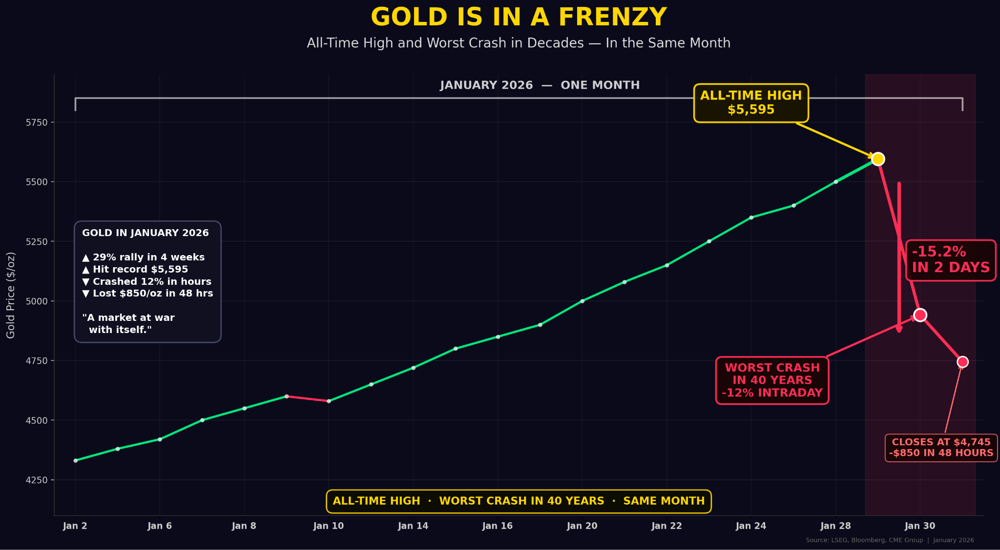 GOLD IS IN A FRENZY
All-Time High and Worst Crash in Decades — In the Same Month
JANUARY 2026 — ONE MONTH
ALL-TIME HIGH
$5,595
5750
5500
5250
5000
4750
4500
4250
Gold Price ($/oz)
GOLD IN JANUARY 2026
▲ 29% rally in 4 weeks
▲ Hit record $5,595
▼ Crashed 12% in hours
▼ Lost $850/oz in 48 hrs
"A market at war
with itself."
-15.2%
IN 2 DAYS
WORST CRASH
IN 40 YEARS
-12% INTRADAY
CLOSES AT $4,745
-$850 IN 48 HOURS
ALL-TIME HIGH · WORST CRASH IN 40 YEARS · SAME MONTH
Jan 2 Jan 6 Jan 8 Jan 10 Jan 14 Jan 16 Jan 20 Jan 22 Jan 24 Jan 28 Jan 30
Source: LSEG, Bloomberg, CME Group | January 2026